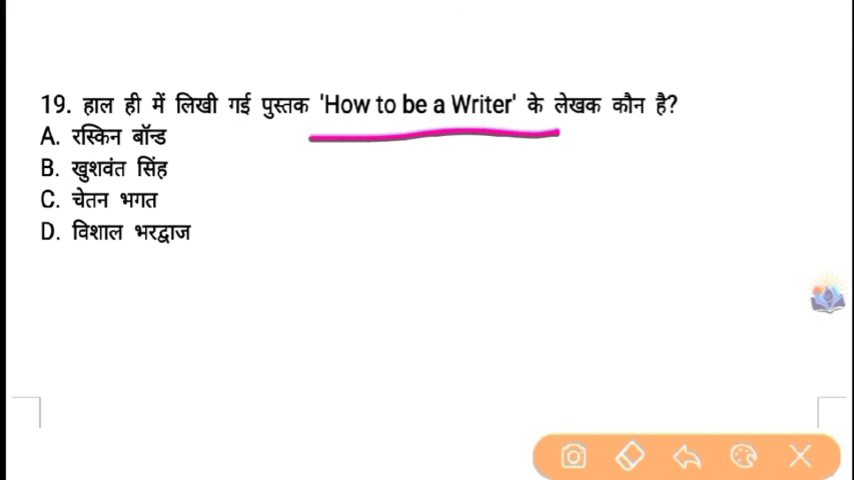 19. हाल ही में लिखी गई पुस्तक 'How to be a Writer' के लेखक कौन है?
A. रस्किन बॉन्ड
B. खुशवंत सिंह
C. चेतन भगत
D. विशाल भरद्वाज